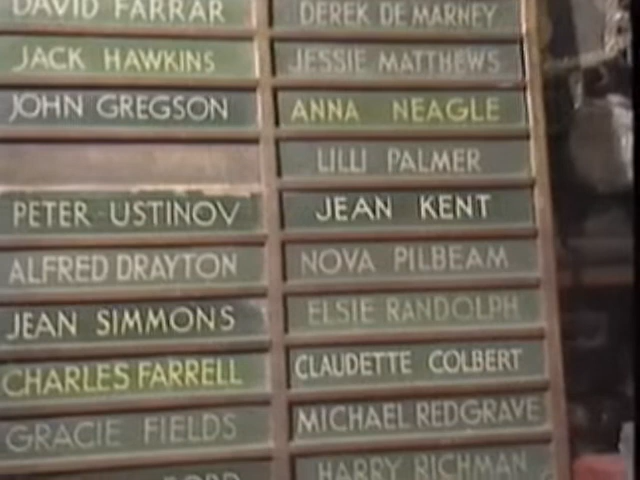 DAVID FARRAR
JACK HAWKINS
JOHN GREGSON
PETER USTINOV
ALFRED DRAYTON
JEAN SIMMONS
CHARLES FARRELL
GRACIE FIELDS
DEREK DE MARNEY
JESSIE MATTHEWS
ANNA NEAGLE
LILLI PALMER
JEAN KENT
NOVA PILBEAM
ELSIE RANDOLPH
CLAUDETTE COLBERT
MICHAEL REDGRAVE
HARRY RICHMAN